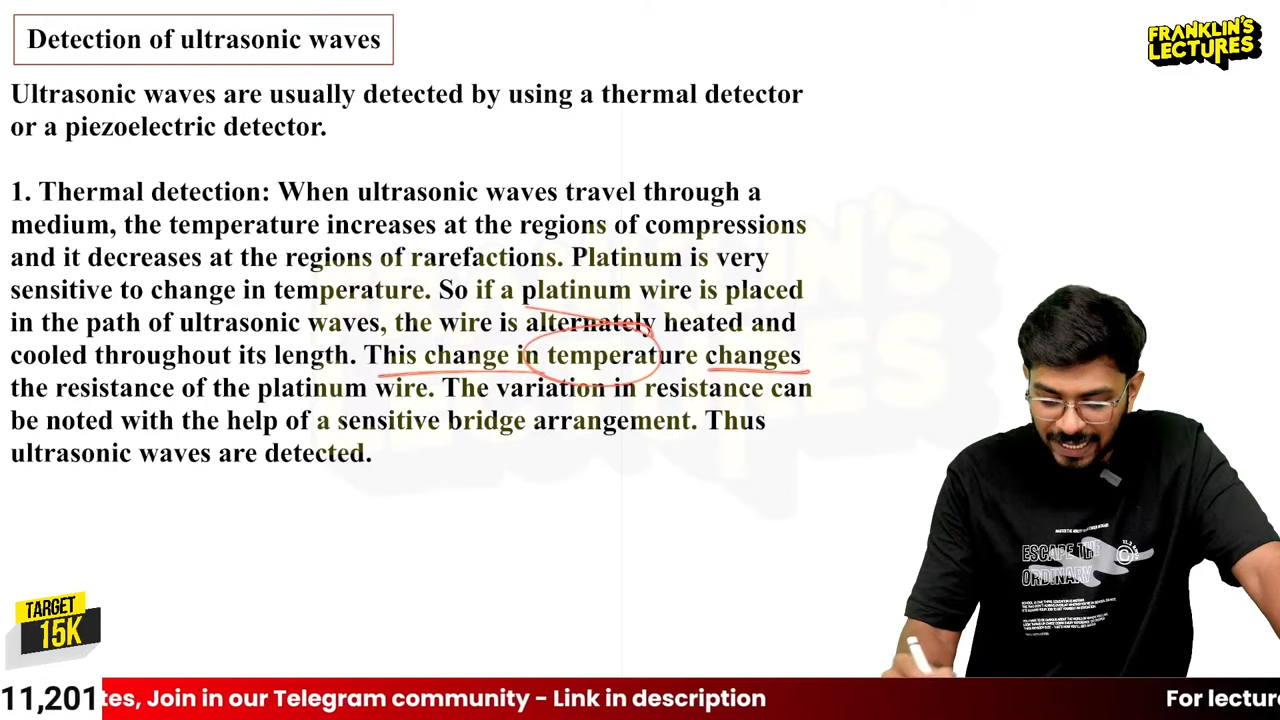 Detection of ultrasonic waves
FRANKLIN'S
LECTURES
Ultrasonic waves are usually detected by using a thermal detector
or a piezoelectric detector.
1. Thermal detection: When ultrasonic waves travel through a
medium, the temperature increases at the regions of compressions
and it decreases at the regions of rarefactions. Platinum is very
sensitive to change in temperature. So if a platinum wire is placed
in the path of ultrasonic waves, the wire is alternately heated and
cooled throughout its length. This change in temperature changes
the resistance of the platinum wire. The variation in resistance can
be noted with the help of a sensitive bridge arrangement. Thus
ultrasonic waves are detected.
FRANKLIN'S
LECTURES
ESCAPE THE
ORDINARY
TARGET
15K
11,201
tes, Join in our Telegram community - Link in description
For lectur